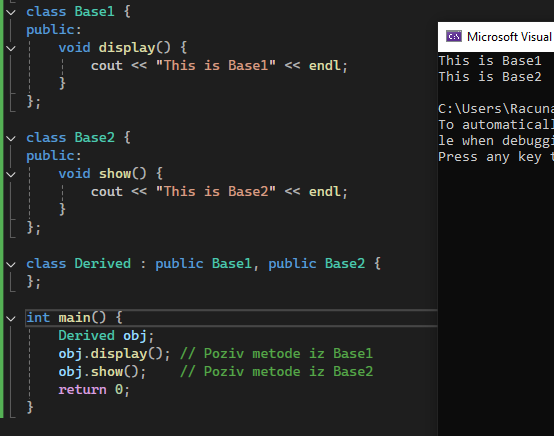 class Base1 {
public:
    void display() {
        cout << "This is Base1" << endl;
    }
};

class Base2 {
public:
    void show() {
        cout << "This is Base2" << endl;
    }
};

class Derived : public Base1, public Base2 {
};

int main() {
    Derived obj;
    obj.display(); // Poziv metode iz Base1
    obj.show();    // Poziv metode iz Base2
    return 0;
}
Microsoft Visual
This is Base1
This is Base2

C:\Users\Racuna
To automaticall
le when debuggi
Press any key t